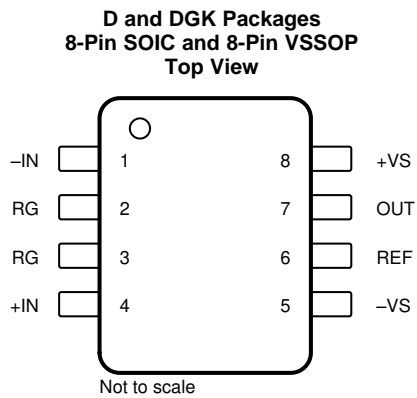 D and DGK Packages
8-Pin SOIC and 8-Pin VSSOP
Top View
–IN 1 8 +VS
RG 2 7 OUT
RG 3 6 REF
+IN 4 5 –VS
Not to scale